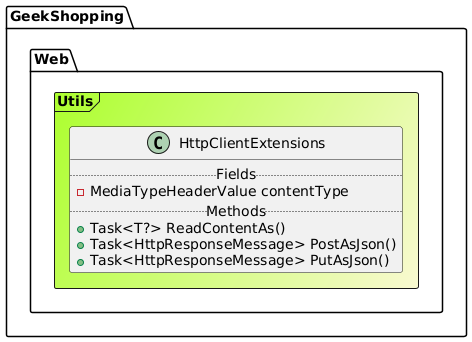 GeekShopping
Web
Utils
C HttpClientExtensions
Fields
MediaTypeHeaderValue contentType
Methods
Task<T?> ReadContentAs()
Task<HttpResponseMessage> PostAsJson()
Task<HttpResponseMessage> PutAsJson()